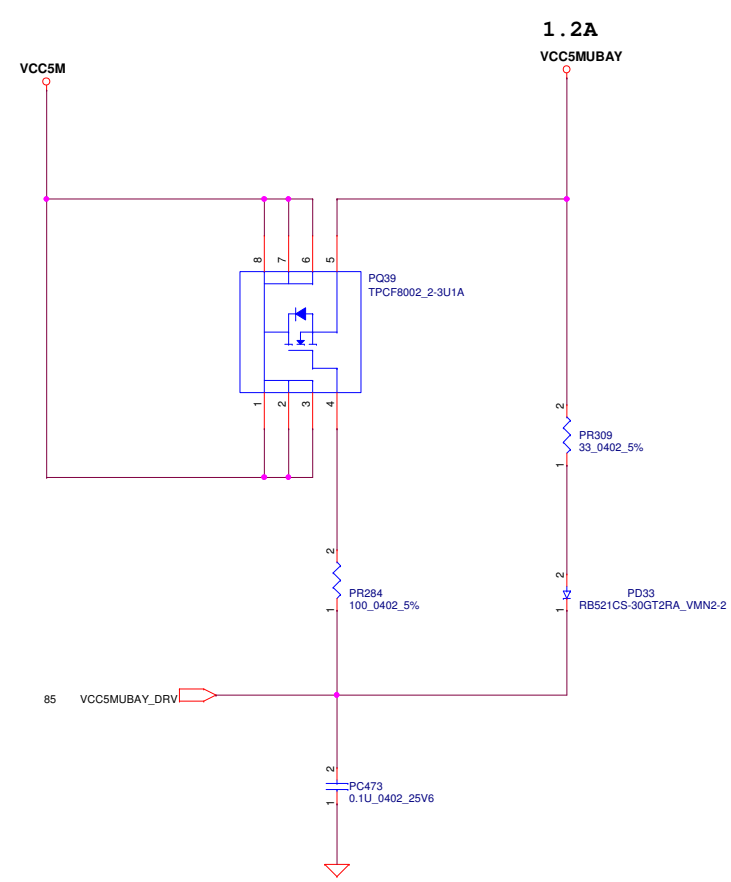 1.2A
VCC5MUBAY
VCC5M
8
7
6
5
PQ39
TPCF8002_2-3U1A
1
2
3
4
2
PR309
33_0402_5%
1
2
PR284
100_0402_5%
1
2
PD33
RB521CS-30GT2RA_VMN2-2
1
85 VCC5MUBAY_DRV
2
PC473
0.1U_0402_25V6
1